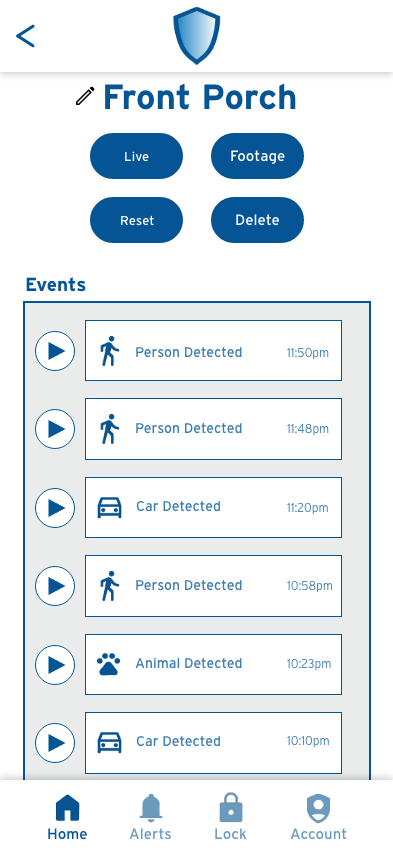 Front Porch
Live
Footage
Reset
Delete
Events
Person Detected 11:50pm
Person Detected 11:48pm
Car Detected 11:20pm
Person Detected 10:58pm
Animal Detected 10:23pm
Car Detected 10:10pm
Home Alerts Lock Account